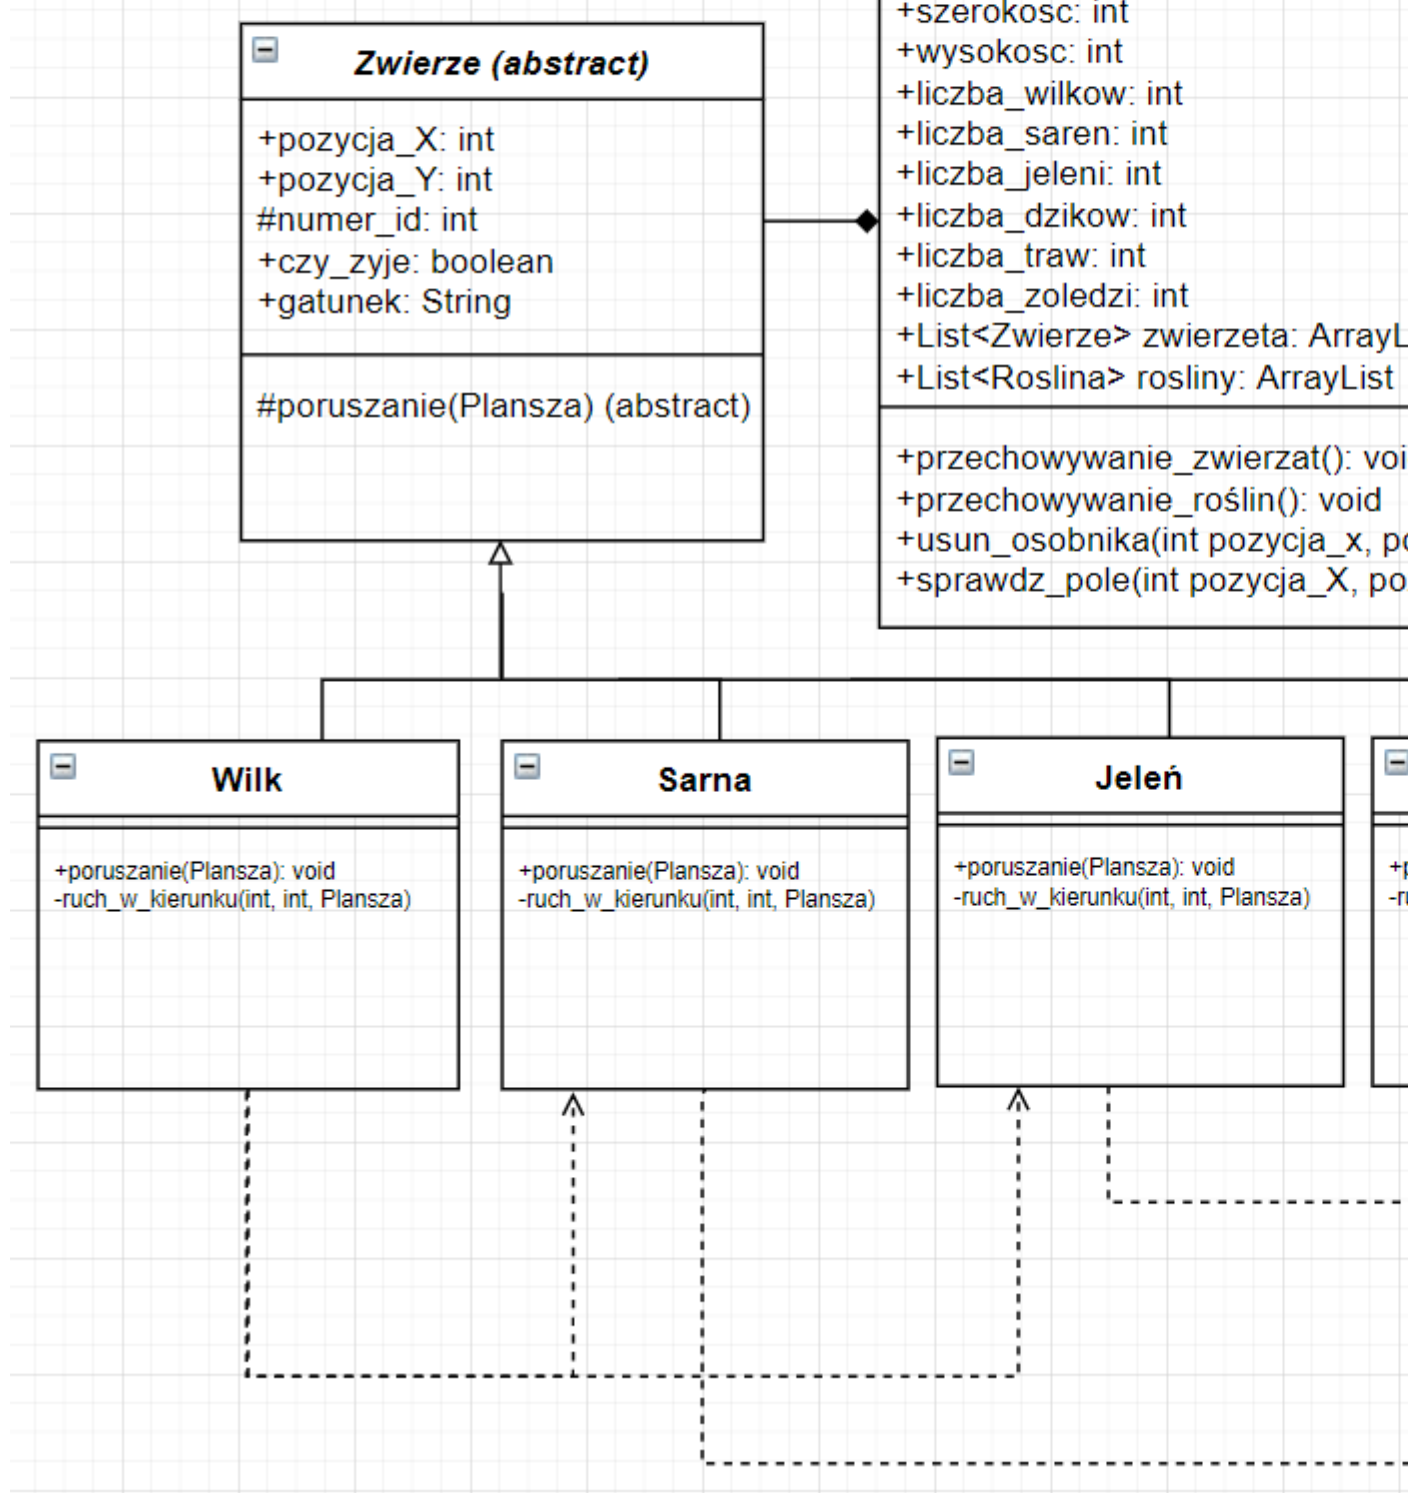 Zwierze (abstract)
+pozycja_X: int
+pozycja_Y: int
#numer_id: int
+czy_zyje: boolean
+gatunek: String
#poruszanie(Plansza) (abstract)
+szerokosc: int
+wysokosc: int
+liczba_wilkow: int
+liczba_saren: int
+liczba_jeleni: int
+liczba_dzikow: int
+liczba_traw: int
+liczba_zoledzi: int
+List<Zwierze> zwierzeta: ArrayL
+List<Roslina> rosliny: ArrayList
+przechowywanie_zwierzat(): voi
+przechowywanie_roślin(): void
+usun_osobnika(int pozycja_x, po
+sprawdz_pole(int pozycja_X, po
Wilk
+poruszanie(Plansza): void
-ruch_w_kierunku(int, int, Plansza)
Sarna
+poruszanie(Plansza): void
-ruch_w_kierunku(int, int, Plansza)
Jeleń
+poruszanie(Plansza): void
-ruch_w_kierunku(int, int, Plansza)